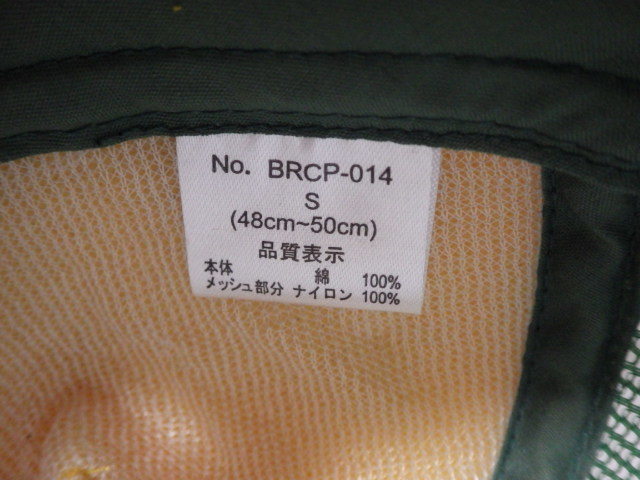 No. BRCP-014
S
(48cm~50cm)
品質表示
本体 綿 100%
メッシュ部分 ナイロン 100%